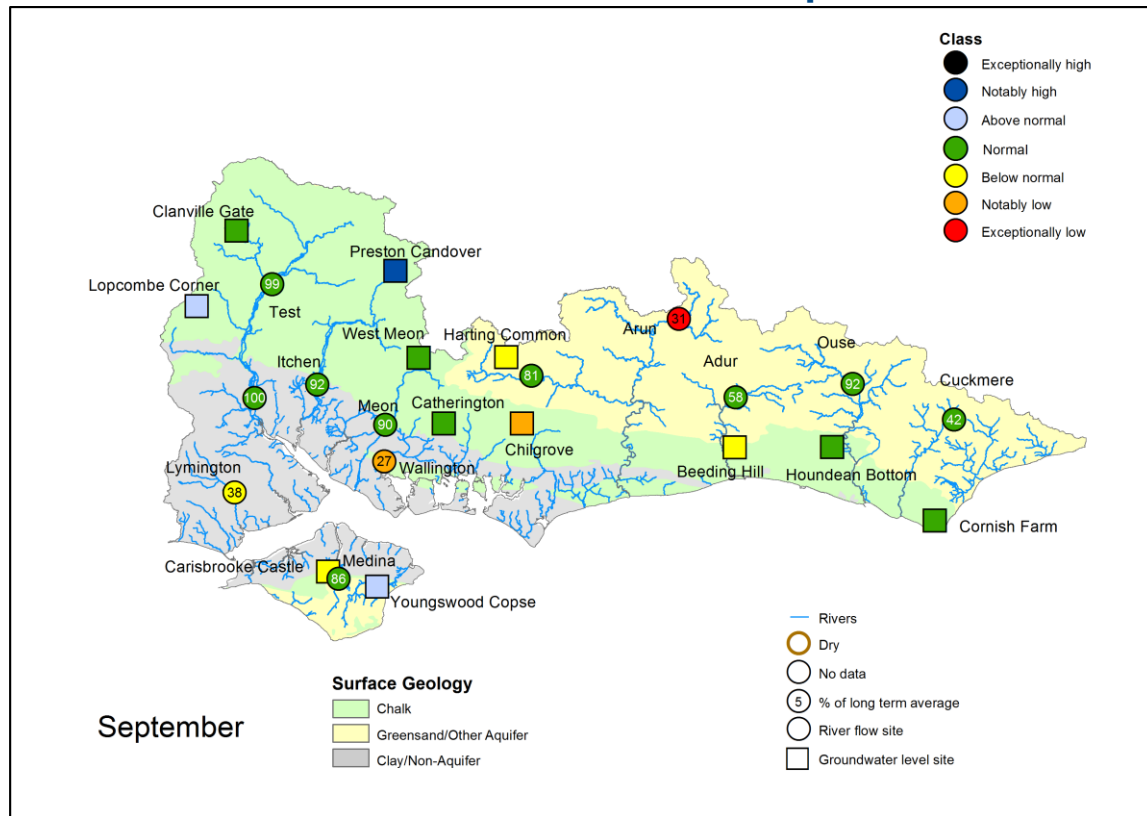 Class
Exceptionally high
Notably high
Above normal
Normal
Below normal
Notably low
Exceptionally low
Clanville Gate
Preston Candover
Lopcombe Corner
99
Test
31
Arun
West Meon
Harting Common
Ouse
Itchen
Adur
81
92
92
Cuckmere
100
58
Meon
Catherington
42
90
Chilgrove
Lymington
27
Wallington
Beeding Hill
Houndean Bottom
38
Cornish Farm
Carisbrooke Castle
Medina
86
Youngswood Copse
Rivers
Dry
No data
5
% of long term average
River flow site
Groundwater level site
Surface Geology
Chalk
Greensand/Other Aquifer
Clay/Non-Aquifer
September